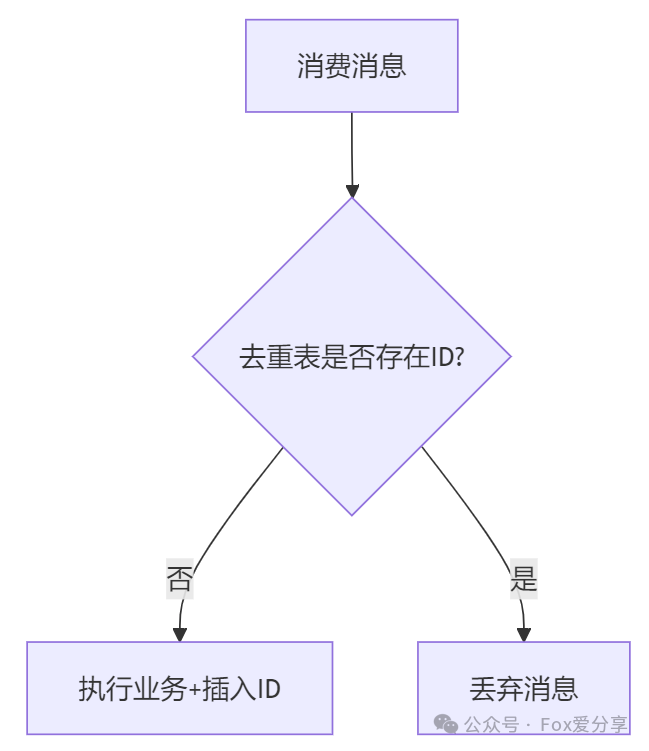 消费消息
去重表是否存在ID?
否
是
执行业务+插入ID
丢弃消息
公众号 · Fox爱分享